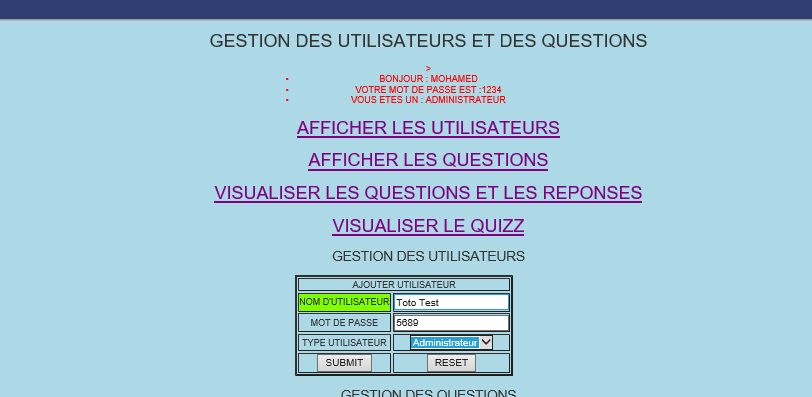 GESTION DES UTILISATEURS ET DES QUESTIONS
>
• BONJOUR : MOHAMED
• VOTRE MOT DE PASSE EST :1234
• VOUS ETES UN : ADMINISTRATEUR
AFFICHER LES UTILISATEURS
AFFICHER LES QUESTIONS
VISUALISER LES QUESTIONS ET LES REPONSES
VISUALISER LE QUIZZ
GESTION DES UTILISATEURS
AJOUTER UTILISATEUR
NOM D'UTILISATEUR Toto Test
MOT DE PASSE 5689
TYPE UTILISATEUR Administrateur
SUBMIT RESET
GESTION DES QUESTIONS